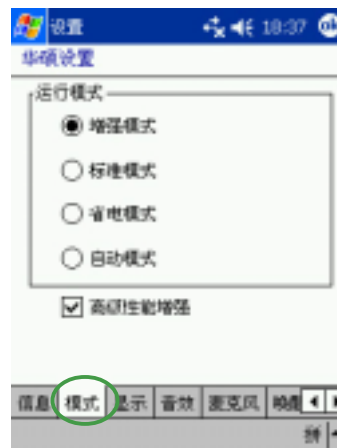 设置 18:37 ok
华硕设置
运行模式
增强模式
标准模式
省电模式
自动模式
高级性能增强
信息 模式 显示 音效 麦克风
拼